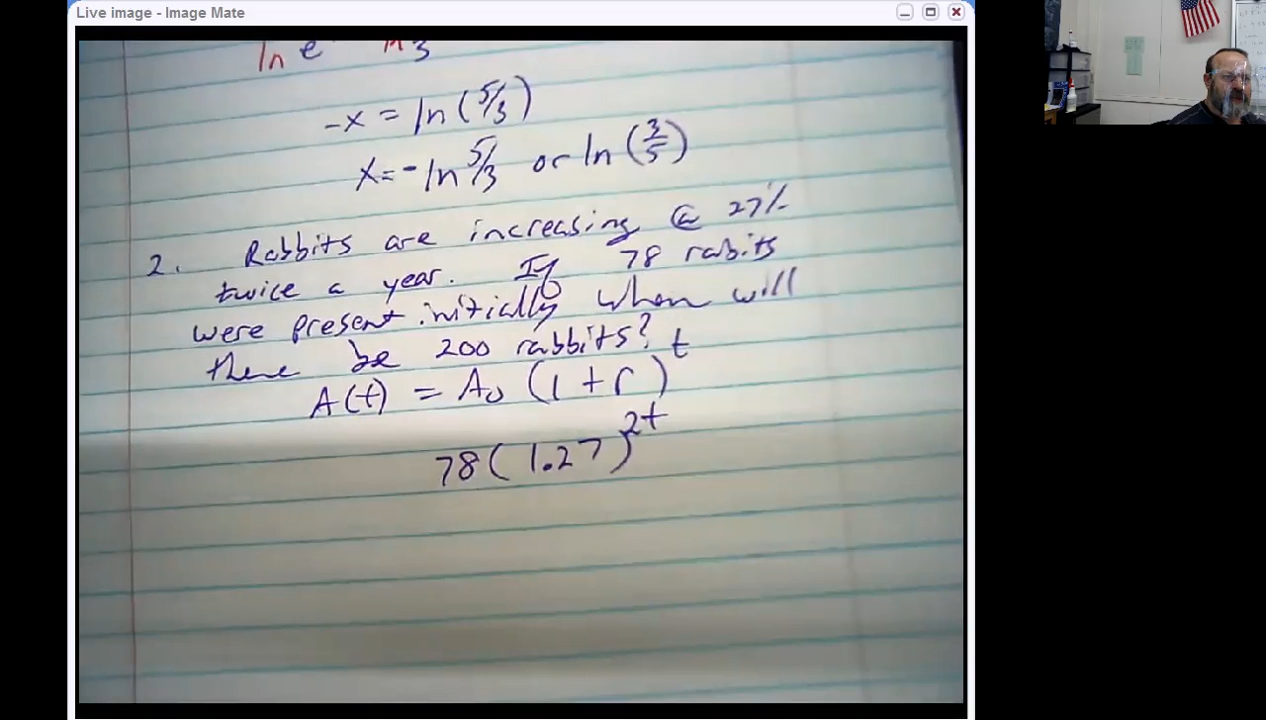 Live image - Image Mate
ln e
-x = ln (5/3)
x = -ln 5/3 or ln (3/5)
2. Rabbits are increasing @ 27%
twice a year. If 78 rabits
were present initially when will
there be 200 rabbits?
A(t) = A₀ (1 + r)^t
78(1.27)^2t